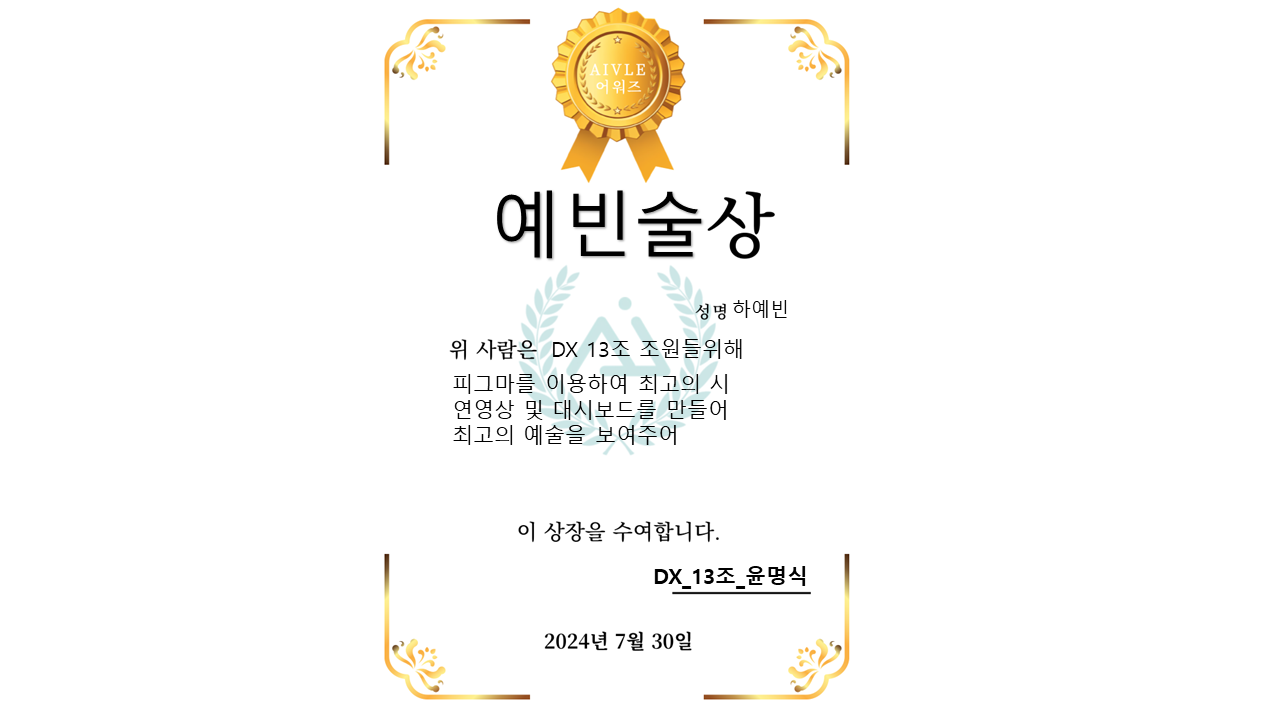 AIVLE
어워즈
예빈술상
성명 하예빈
위 사람은 DX 13조 조원들위해
피그마를 이용하여 최고의 시
연영상 및 대시보드를 만들어
최고의 예술을 보여주어
이 상장을 수여합니다.
DX_13조_윤명식
2024년 7월 30일